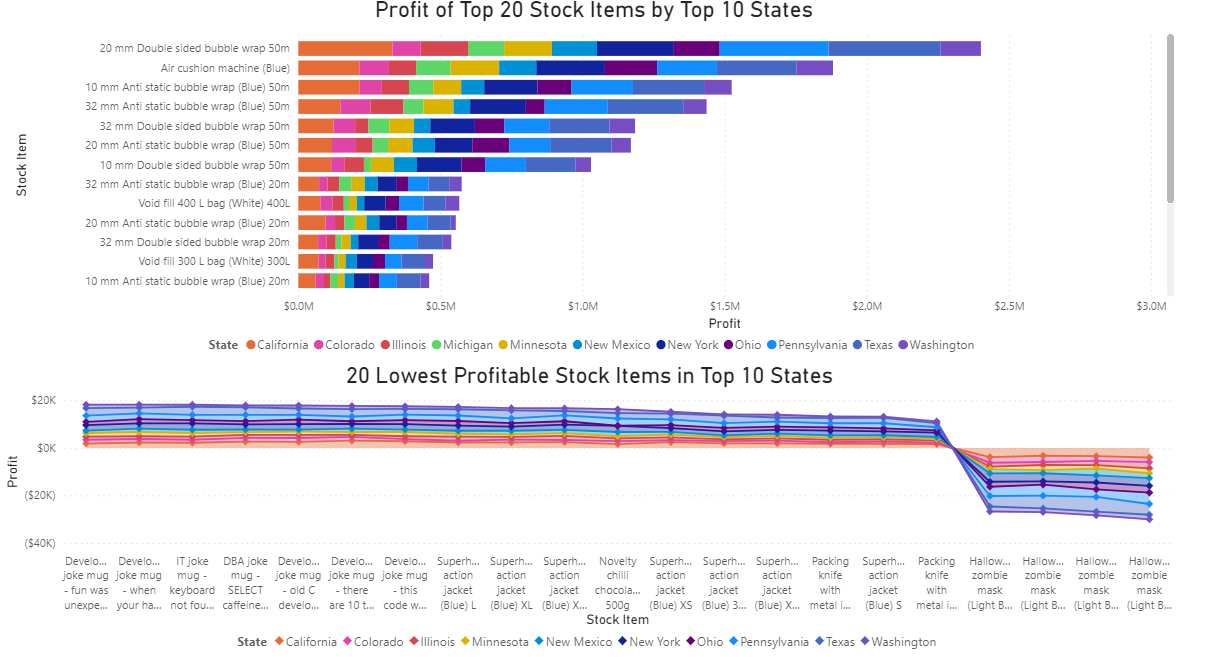 Profit of Top 20 Stock Items by Top 10 States
Stock Item
20 mm Double sided bubble wrap 50m
Air cushion machine (Blue)
10 mm Anti static bubble wrap (Blue) 50m
32 mm Anti static bubble wrap (Blue) 50m
32 mm Double sided bubble wrap 50m
20 mm Anti static bubble wrap (Blue) 50m
10 mm Double sided bubble wrap 50m
32 mm Anti static bubble wrap (Blue) 20m
Void fill 400 L bag (White) 400L
20 mm Anti static bubble wrap (Blue) 20m
32 mm Double sided bubble wrap 20m
Void fill 300 L bag (White) 300L
10 mm Anti static bubble wrap (Blue) 20m
$0.0M $0.5M $1.0M $1.5M $2.0M $2.5M $3.0M
Profit
State California Colorado Illinois Michigan Minnesota New Mexico New York Ohio Pennsylvania Texas Washington
20 Lowest Profitable Stock Items in Top 10 States
Profit
$20K
$0K
($20K)
($40K)
Develo... Develo... IT joke DBA joke Develo... Develo... Develo... Superh... Superh... Superh... Novelty Superh... Superh... Superh... Packing Superh... Packing Hallow... Hallow... Hallow... Hallow...
joke mug joke mug mug - mug - joke mug joke mug joke mug action action action chilli action action action knife action knife zombie zombie zombie zombie
- fun was - when keyboard SELECT - old C - there - this jacket jacket jacket chocola... jacket jacket jacket with jacket with mask mask mask mask
unexpe... your ha... not fou... caffeine... develo... are 10 t... code w... (Blue) L (Blue) XL (Blue) X... 500g (Blue) XS (Blue) 3... (Blue) X... metal i... (Blue) S metal i... (Light B... (Light B... (Light B... (Light B...
Stock Item
State California Colorado Illinois Minnesota New Mexico New York Ohio Pennsylvania Texas Washington